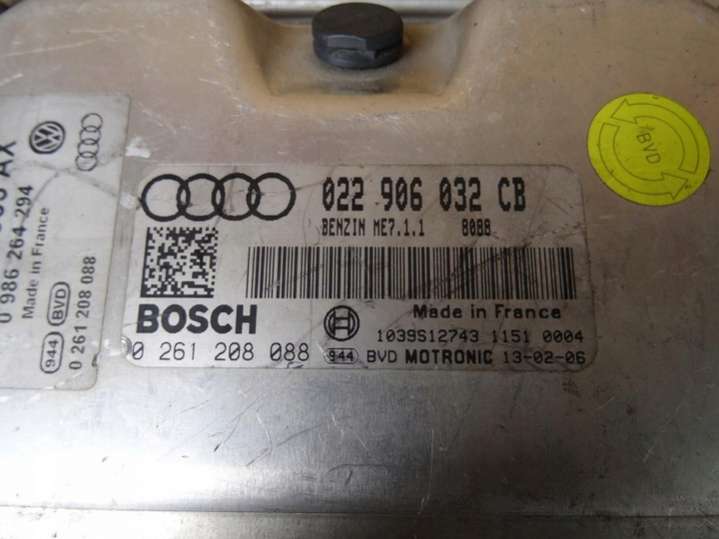 AX
0 986 264 294
Made in France
944 BVD
0 261 208 088
022 906 032 CB
BENZIN ME7.1.1 8088
BOSCH
Made in France
1039S12743 1151 0004
0 261 208 088
944 BVD MOTRONIC 13-02-06
BVD